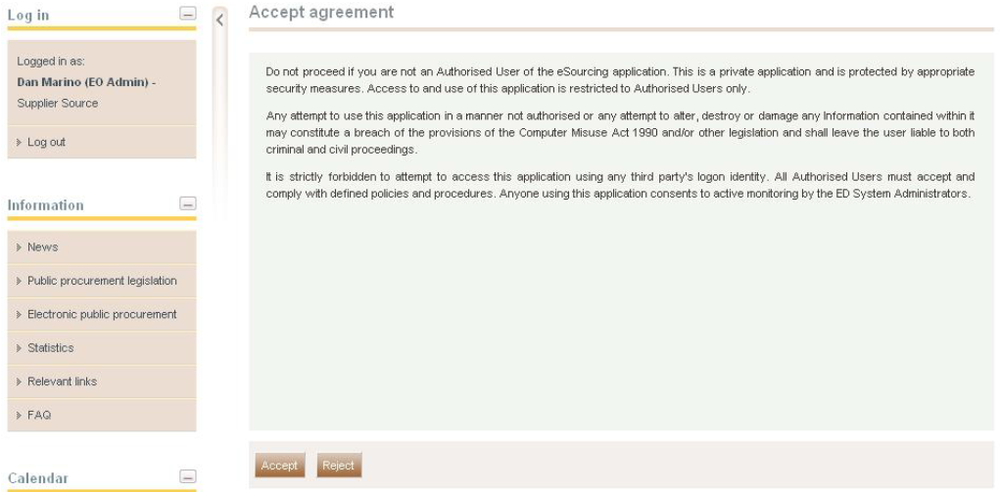 Log in
Logged in as:
Dan Marino (EO Admin) -
Supplier Source
Log out
Information
News
Public procurement legislation
Electronic public procurement
Statistics
Relevant links
FAQ
Calendar
Accept agreement
Do not proceed if you are not an Authorised User of the eSourcing application. This is a private application and is protected by appropriate
security measures. Access to and use of this application is restricted to Authorised Users only.
Any attempt to use this application in a manner not authorised or any attempt to alter, destroy or damage any Information contained within it
may constitute a breach of the provisions of the Computer Misuse Act 1990 and/or other legislation and shall leave the user liable to both
criminal and civil proceedings.
It is strictly forbidden to attempt to access this application using any third party's logon identity. All Authorised Users must accept and
comply with defined policies and procedures. Anyone using this application consents to active monitoring by the ED System Administrators.
Accept Reject